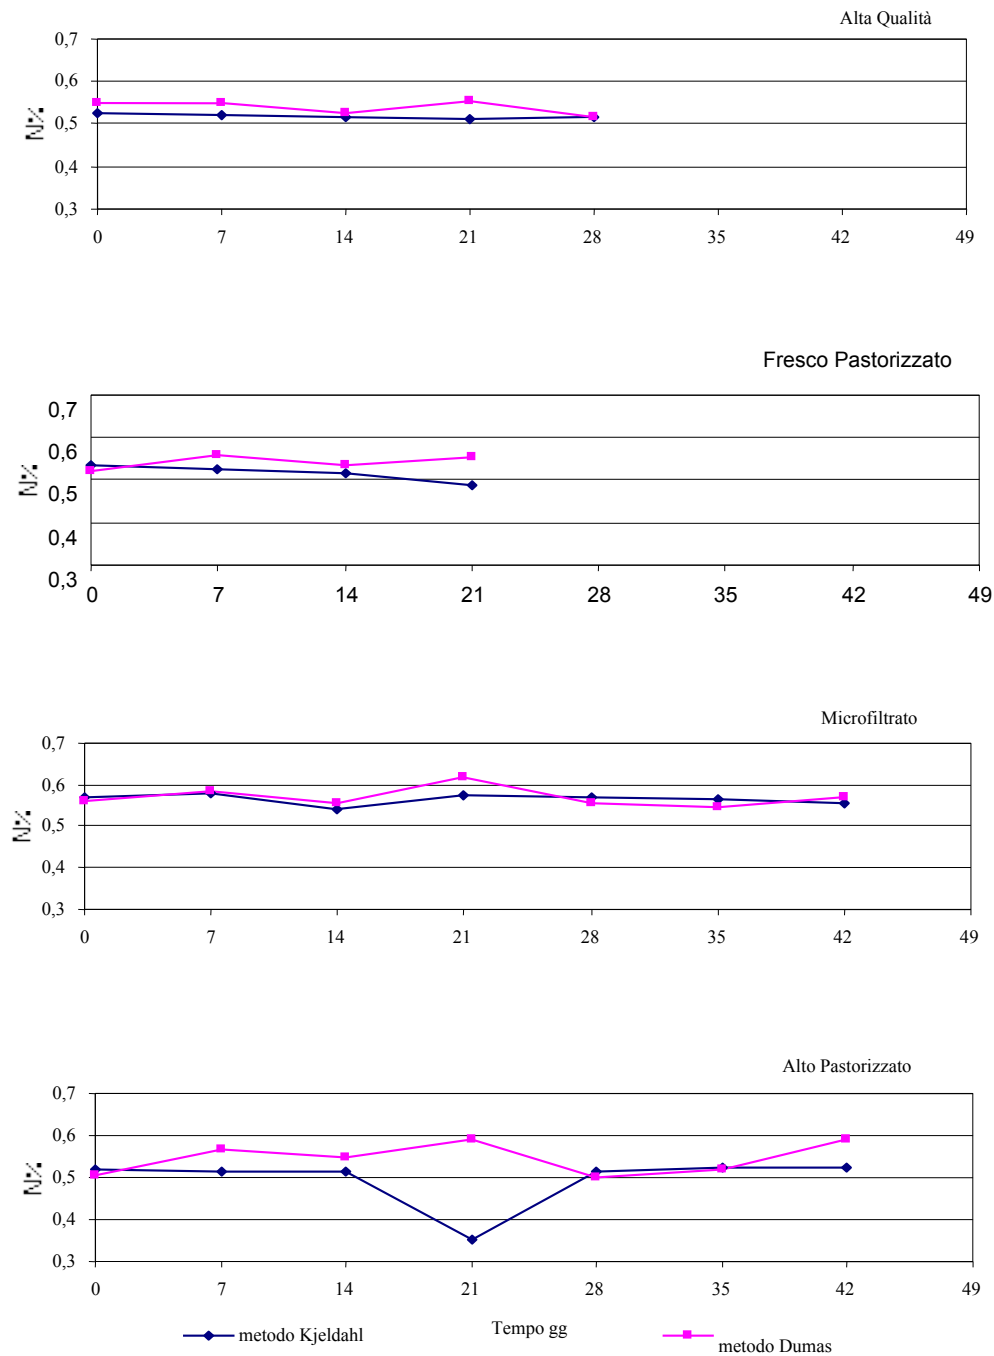 Alta Qualità
0,7
0,6
0,5
0,4
0,3
N%
0 7 14 21 28 35 42 49
Fresco Pastorizzato
0,7
0,6
0,5
0,4
0,3
N%
0 7 14 21 28 35 42 49
Microfiltrato
0,7
0,6
0,5
0,4
0,3
N%
0 7 14 21 28 35 42 49
Alto Pastorizzato
0,7
0,6
0,5
0,4
0,3
N%
0 7 14 21 28 35 42 49
Tempo gg
metodo Kjeldahl
metodo Dumas